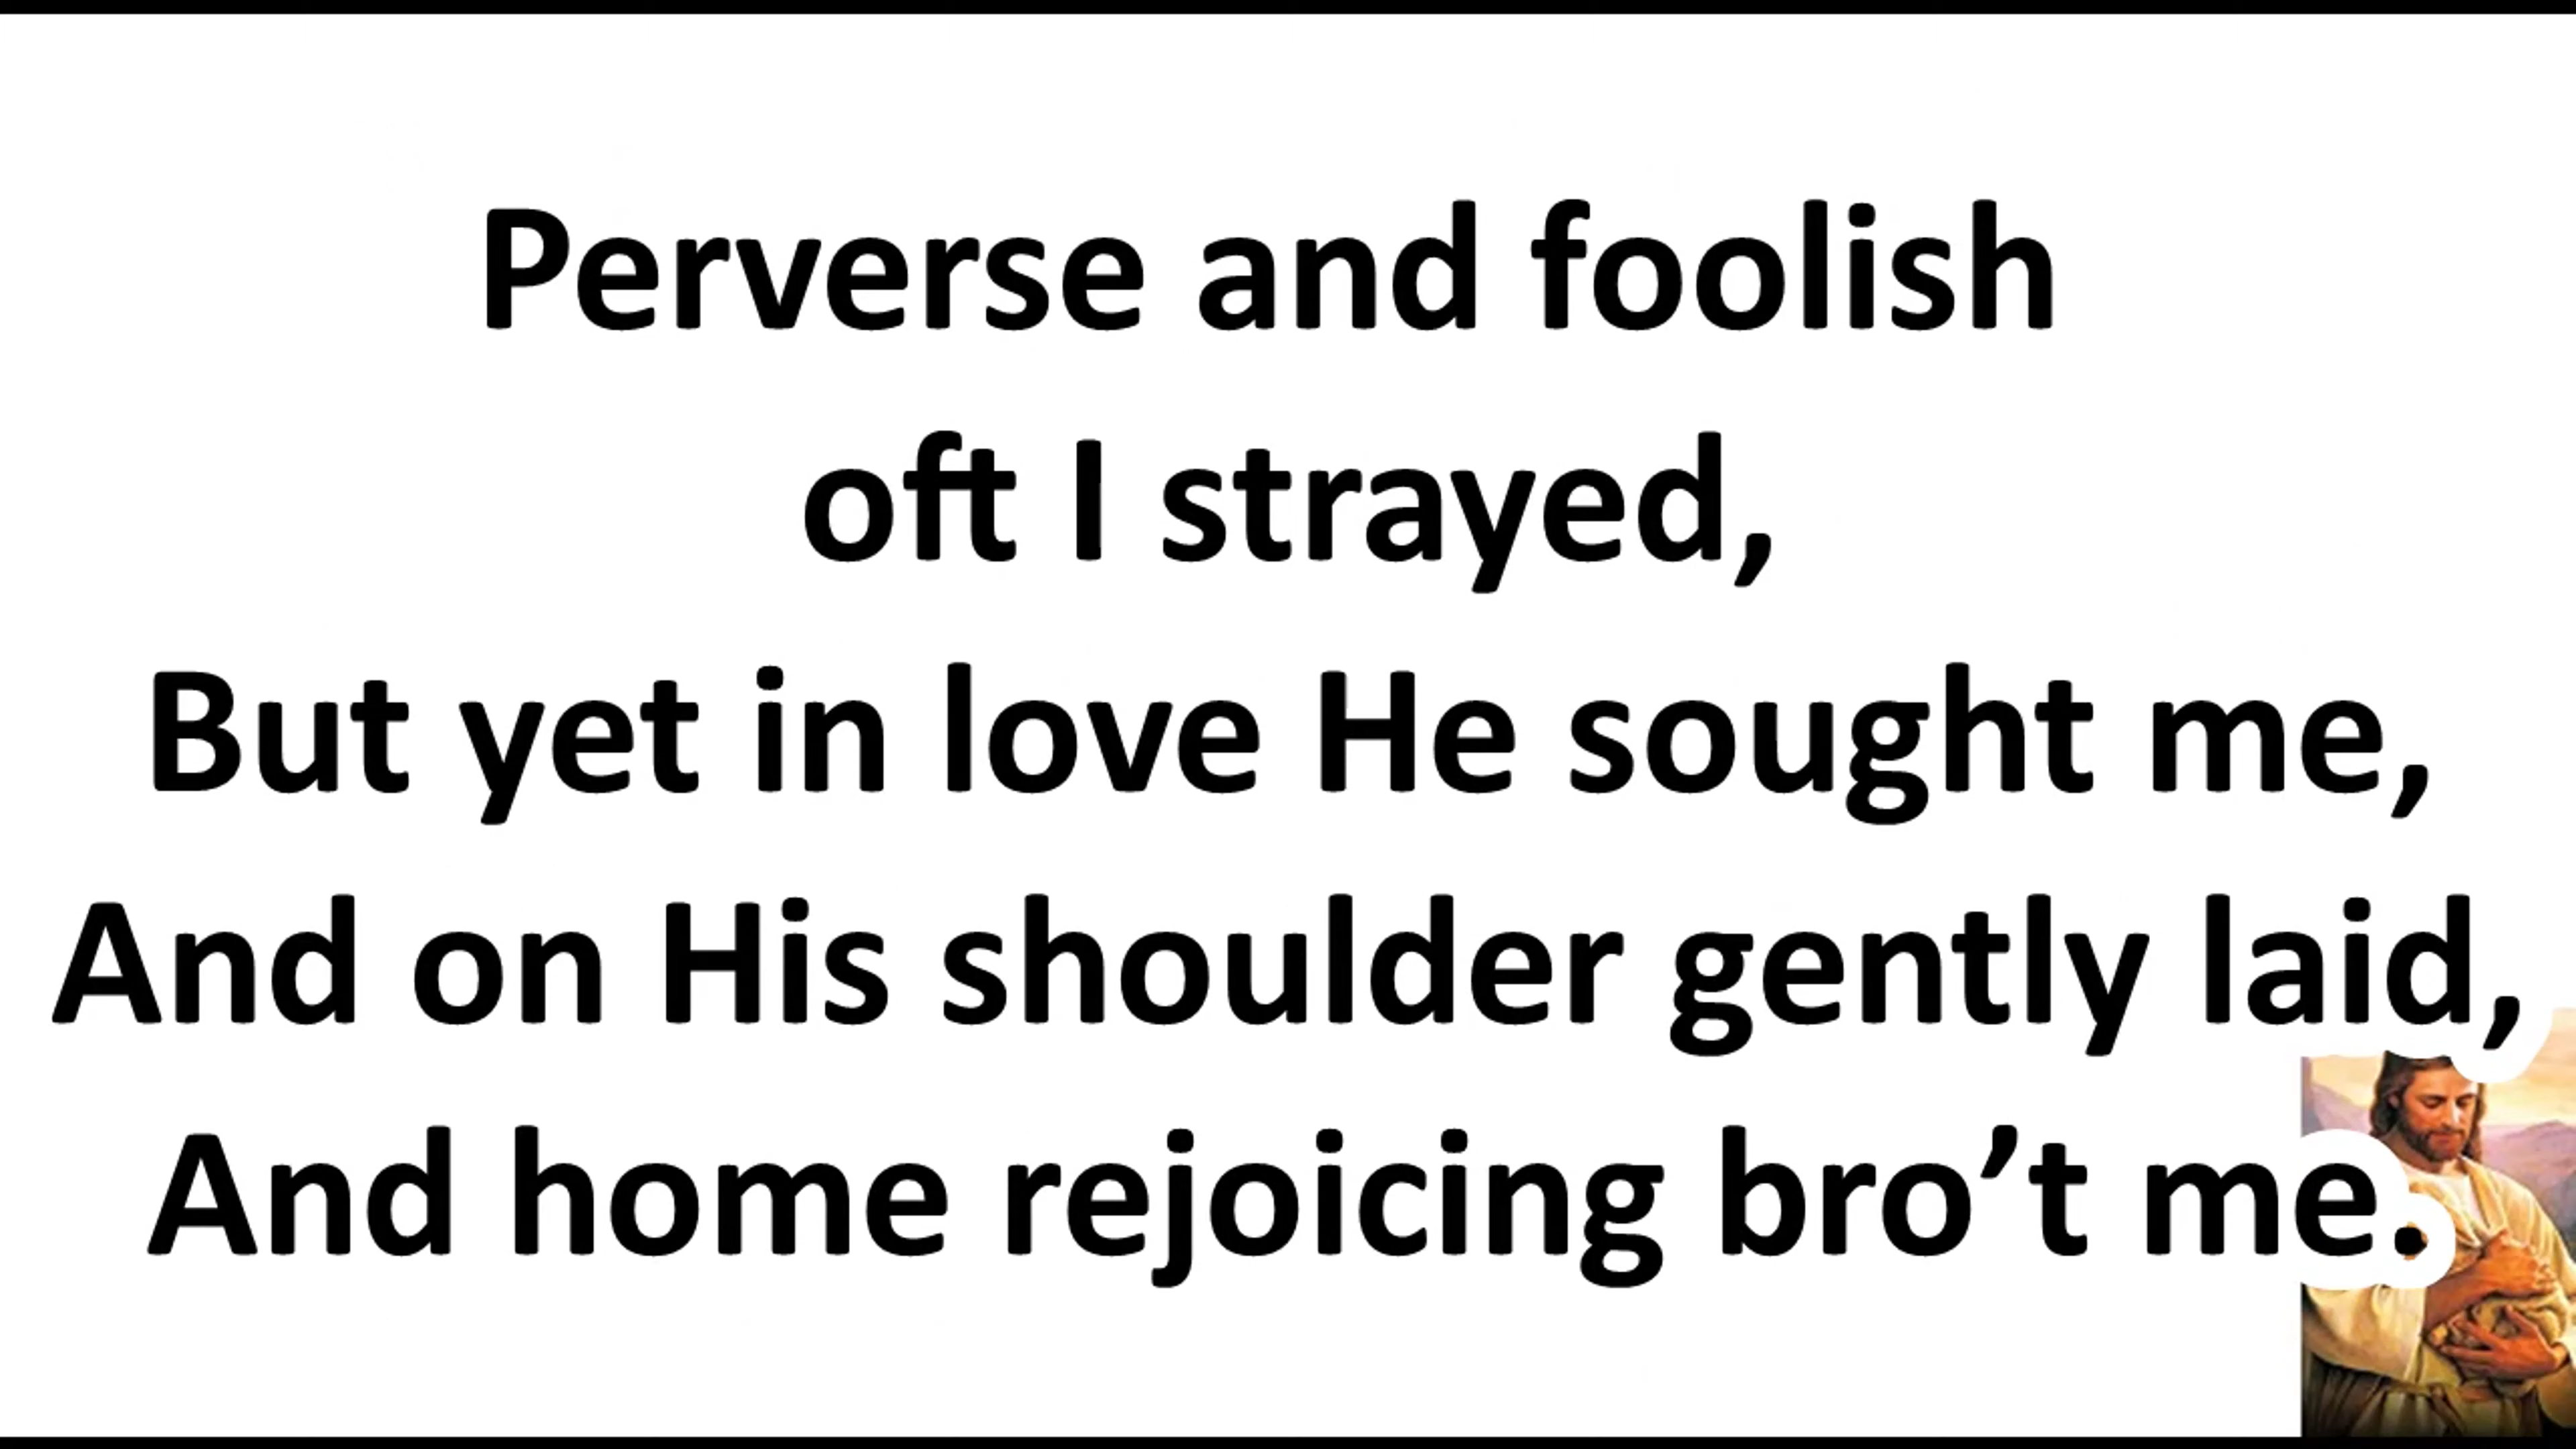 Perverse and foolish
oft I strayed,
But yet in love He sought me,
And on His shoulder gently laid,
And home rejoicing bro’t me.